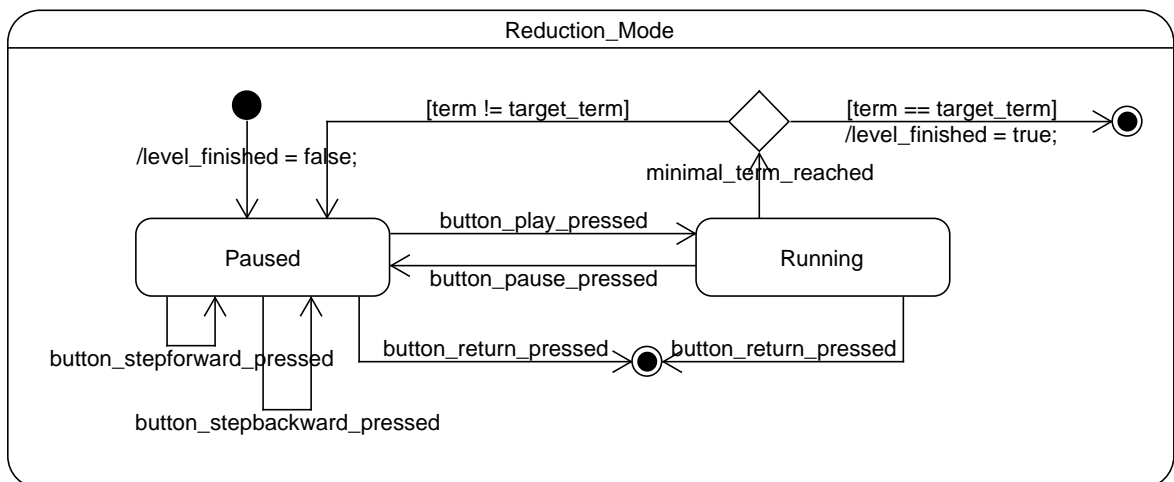 Reduction_Mode
[term != target_term]
[term == target_term]
/level_finished = true;
/level_finished = false;
minimal_term_reached
button_play_pressed
Paused
Running
button_pause_pressed
button_stepforward_pressed
button_return_pressed
button_return_pressed
button_stepbackward_pressed